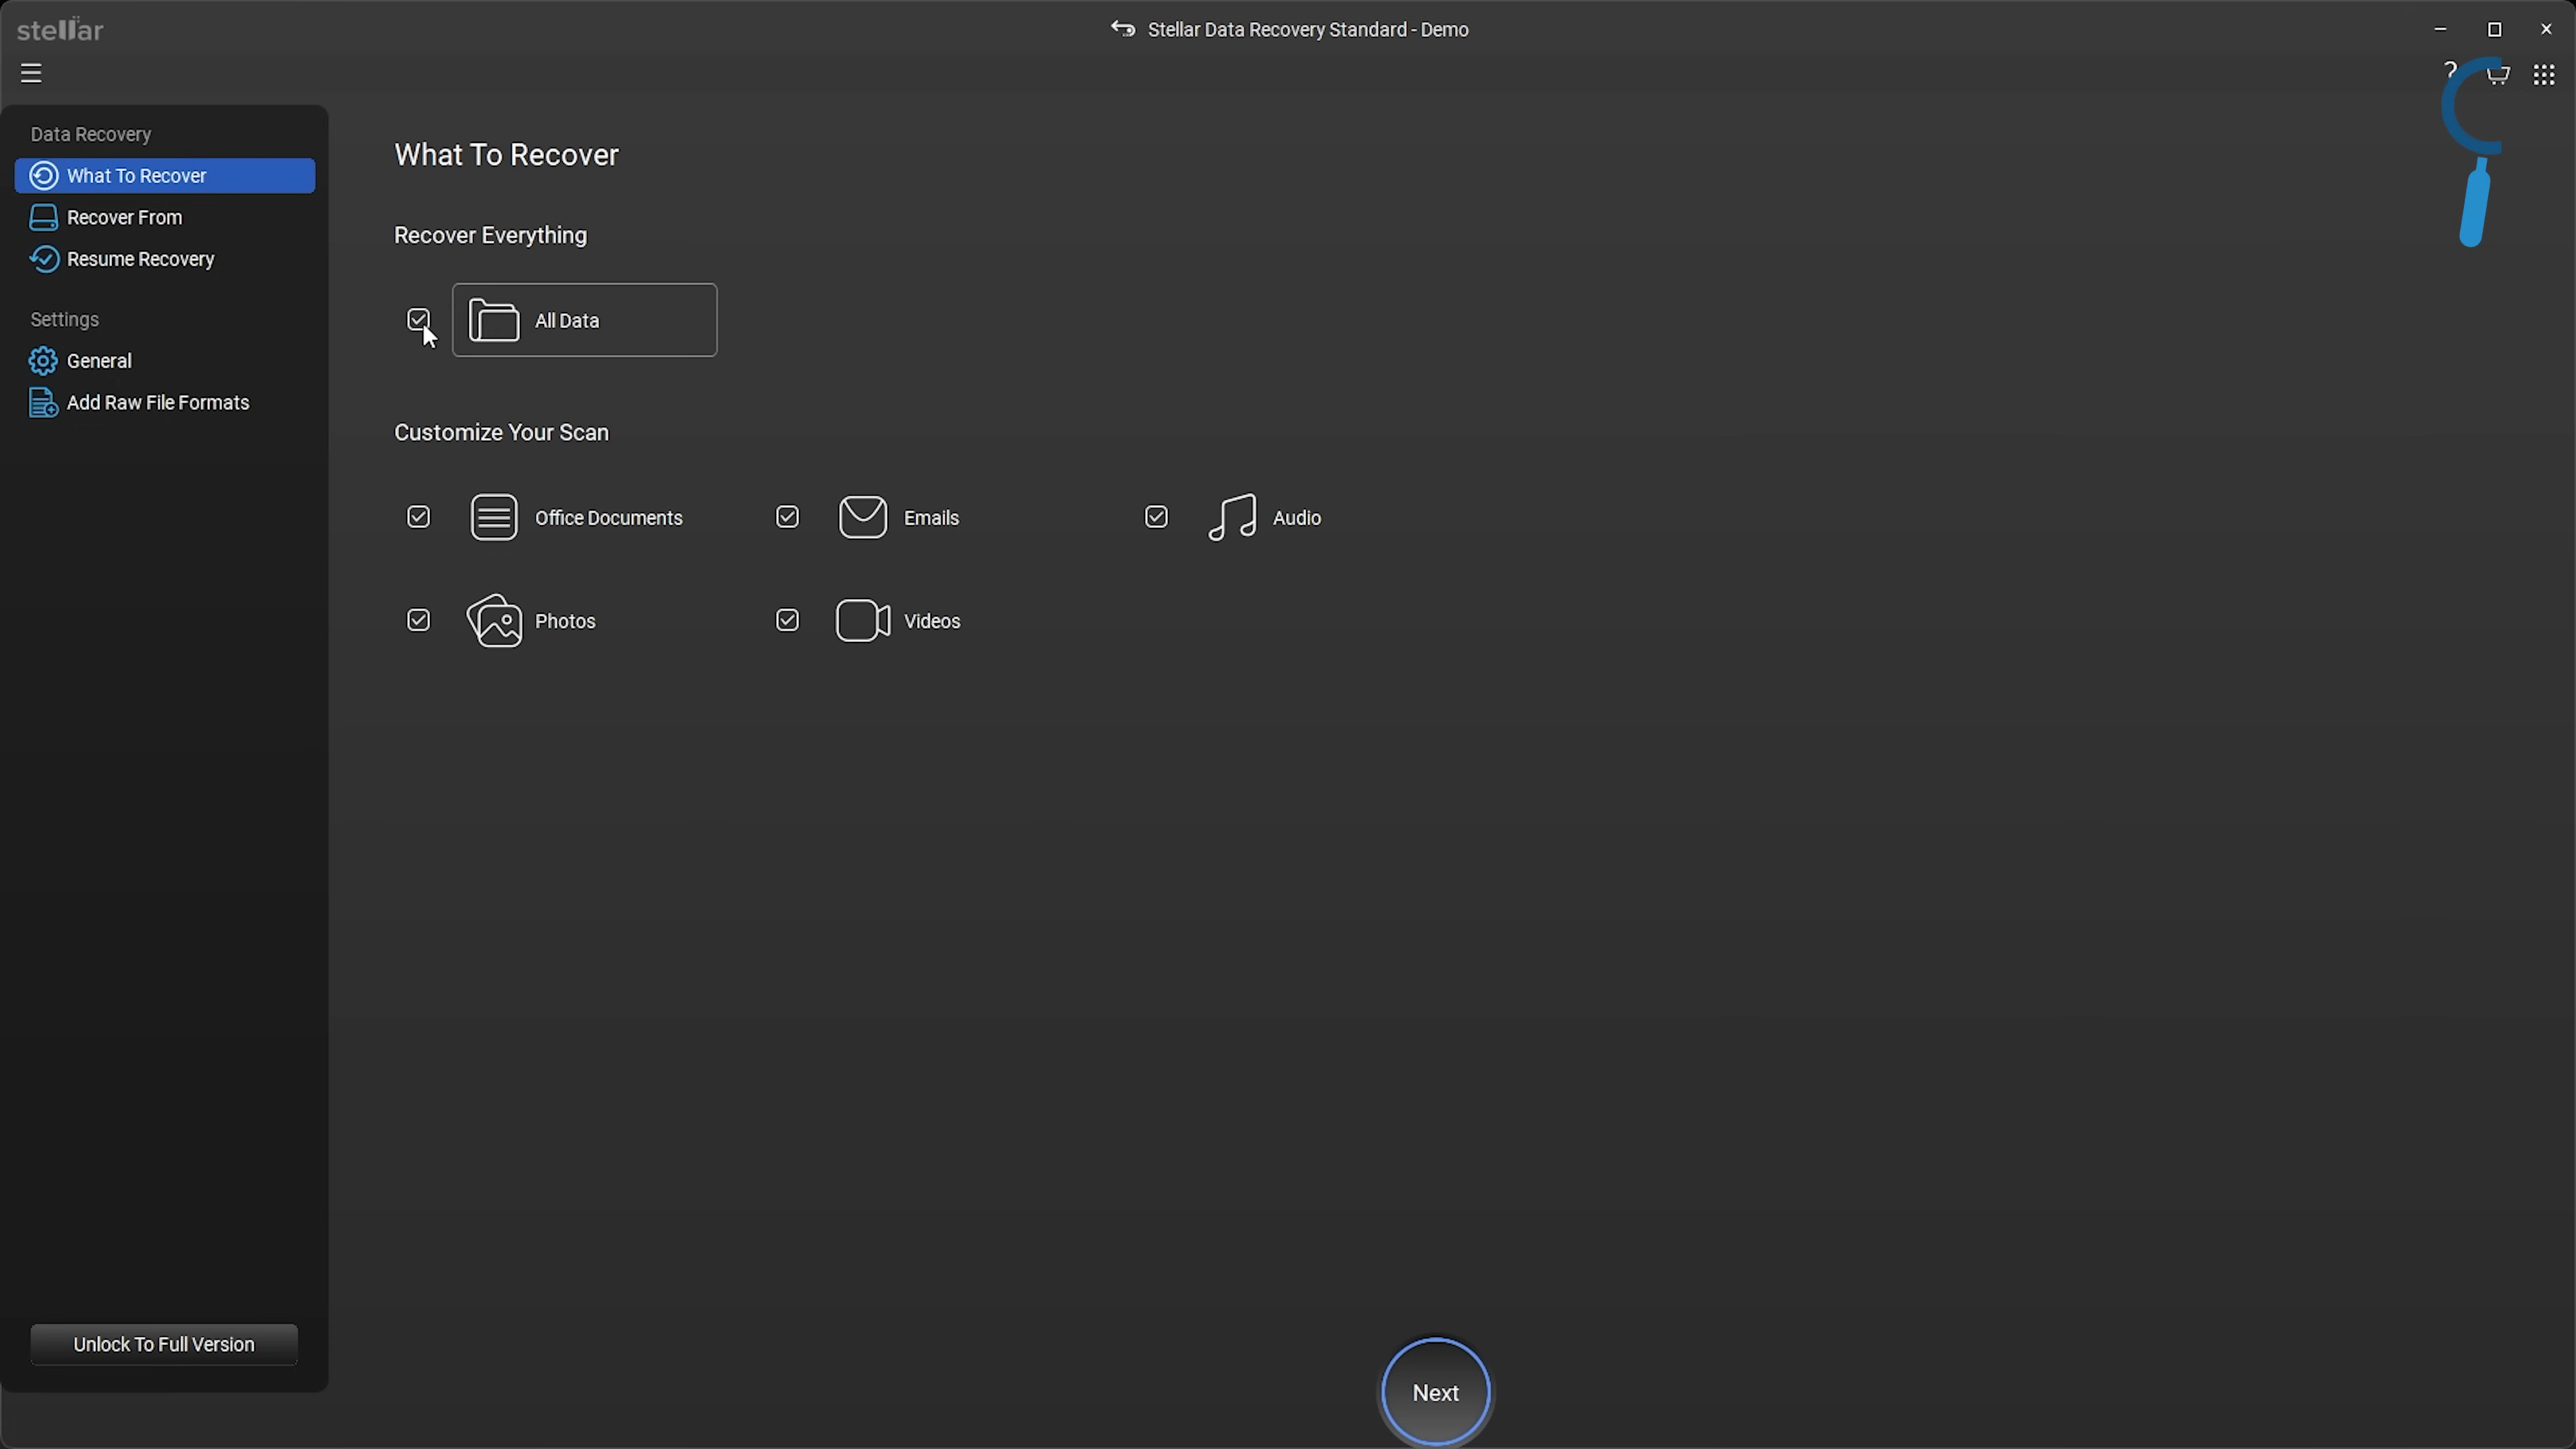 stellar
Stellar Data Recovery Standard - Demo
?
Data Recovery
What To Recover
Recover From
Resume Recovery
Settings
General
Add Raw File Formats
Unlock To Full Version
What To Recover
Recover Everything
All Data
Customize Your Scan
Office Documents
Emails
Audio
Photos
Videos
Next